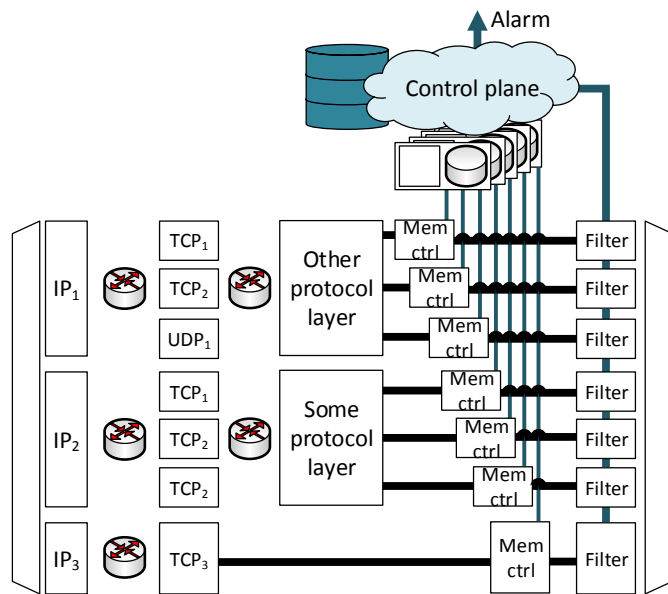 Alarm
Control plane
IP1
TCP1
TCP2
UDP1
Other
protocol
layer
Mem
ctrl
Mem
ctrl
Mem
ctrl
Filter
Filter
Filter
IP2
TCP1
TCP2
TCP2
Some
protocol
layer
Mem
ctrl
Mem
ctrl
Mem
ctrl
Filter
Filter
Filter
IP3
TCP3
Mem
ctrl
Filter